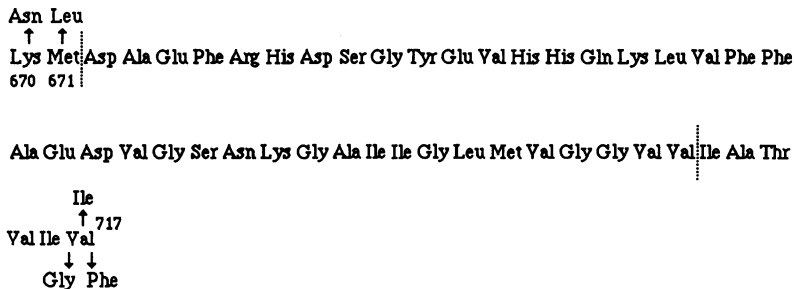 Asn Leu
↑ ↑
Lys Met Asp Ala Glu Phe Arg His Asp Ser Gly Tyr Glu Val His His Gln Lys Leu Val Phe Phe
670 671
Ala Glu Asp Val Gly Ser Asn Lys Gly Ala Ile Ile Gly Leu Met Val Gly Gly Val Val Ile Ala Thr
Ile
↑ 717
Val Ile Val
↓ ↓
Gly Phe